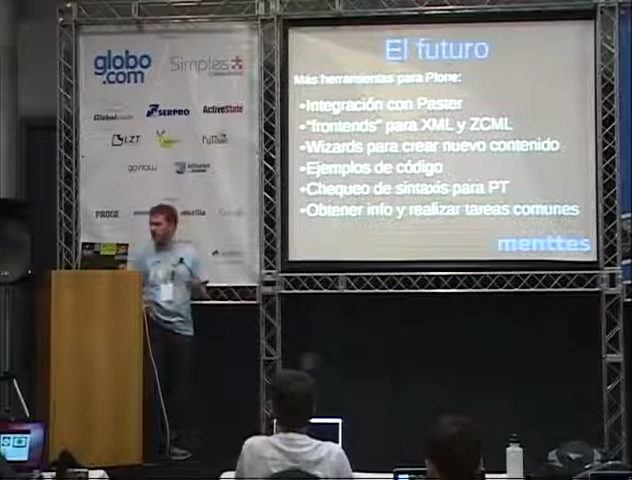 El futuro
Más herramientas para Plone:
•Integración con Paster
•"frontends" para XML y ZCML
•Wizards para crear nuevo contenido
•Ejemplos de código
•Chequeo de sintaxis para PT
•Obtener info y realizar tareas comunes
menttes
globo
.com
Simples
SERPRO
ActiveState
LZT